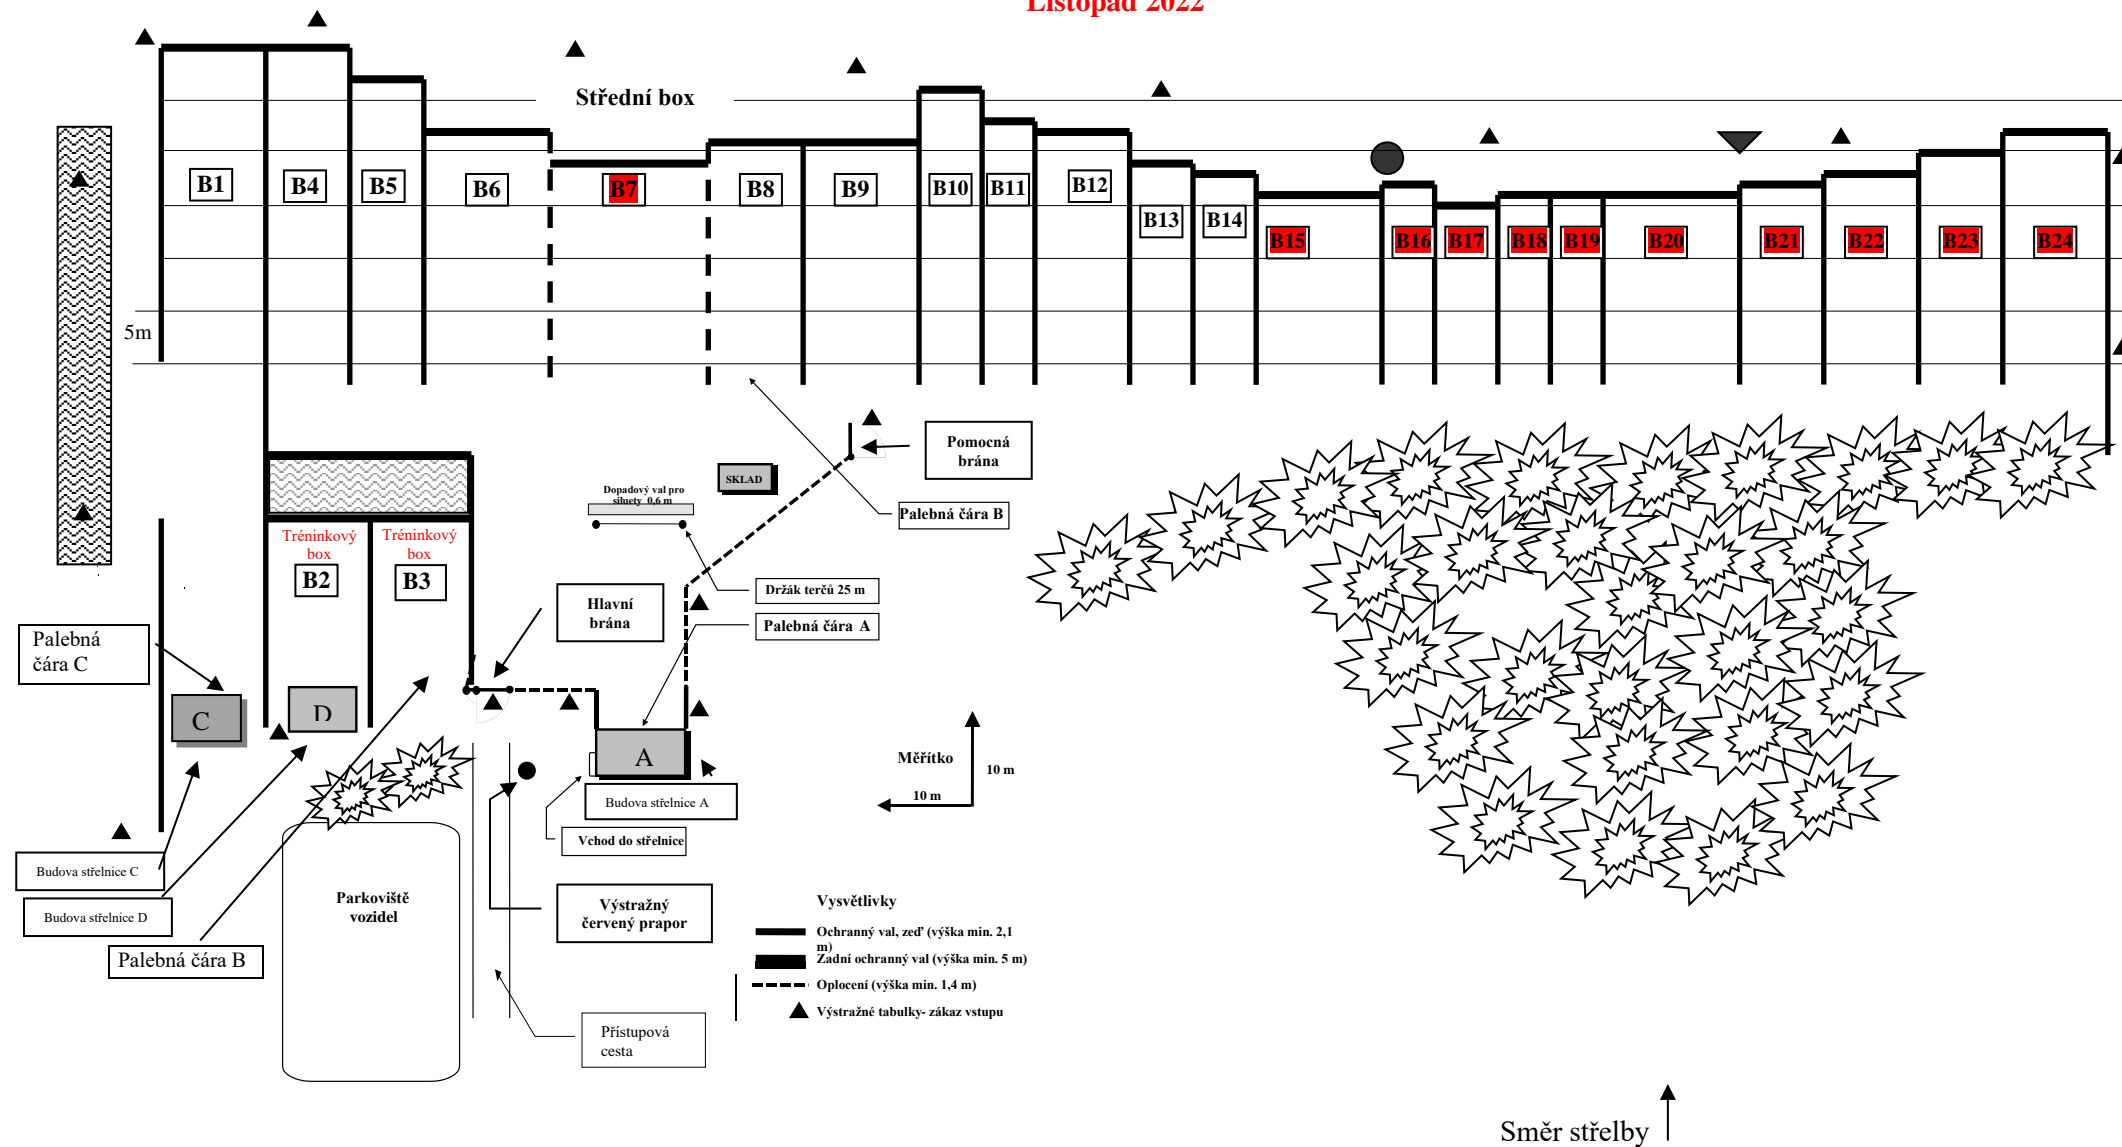 Listopad 2022
Střední box
B1
B4
B5
B6
B7
B8
B9
B10
B11
B12
B13
B14
B15
B16
B17
B18
B19
B20
B21
B22
B23
B24
5m
Pomocná
brána
SKLAD
Dopadový val pro
siluety 0,6 m
Palebná čára B
Tréninkový
box
B2
Tréninkový
box
B3
Držák terčů 25 m
Hlavní
brána
Palebná čára A
Palebná
čára C
C
D
A
Měřítko
10 m
10 m
Budova střelnice A
Vchod do střelnice
Budova střelnice C
Budova střelnice D
Parkoviště
vozidel
Výstražný
červený prapor
Palebná čára B
Vysvětlivky
Ochranný val, zeď (výška min. 2,1
m)
Zadní ochranný val (výška min. 5 m)
Oplocení (výška min. 1,4 m)
Výstražné tabulky- zákaz vstupu
Přístupová
cesta
Směr střelby